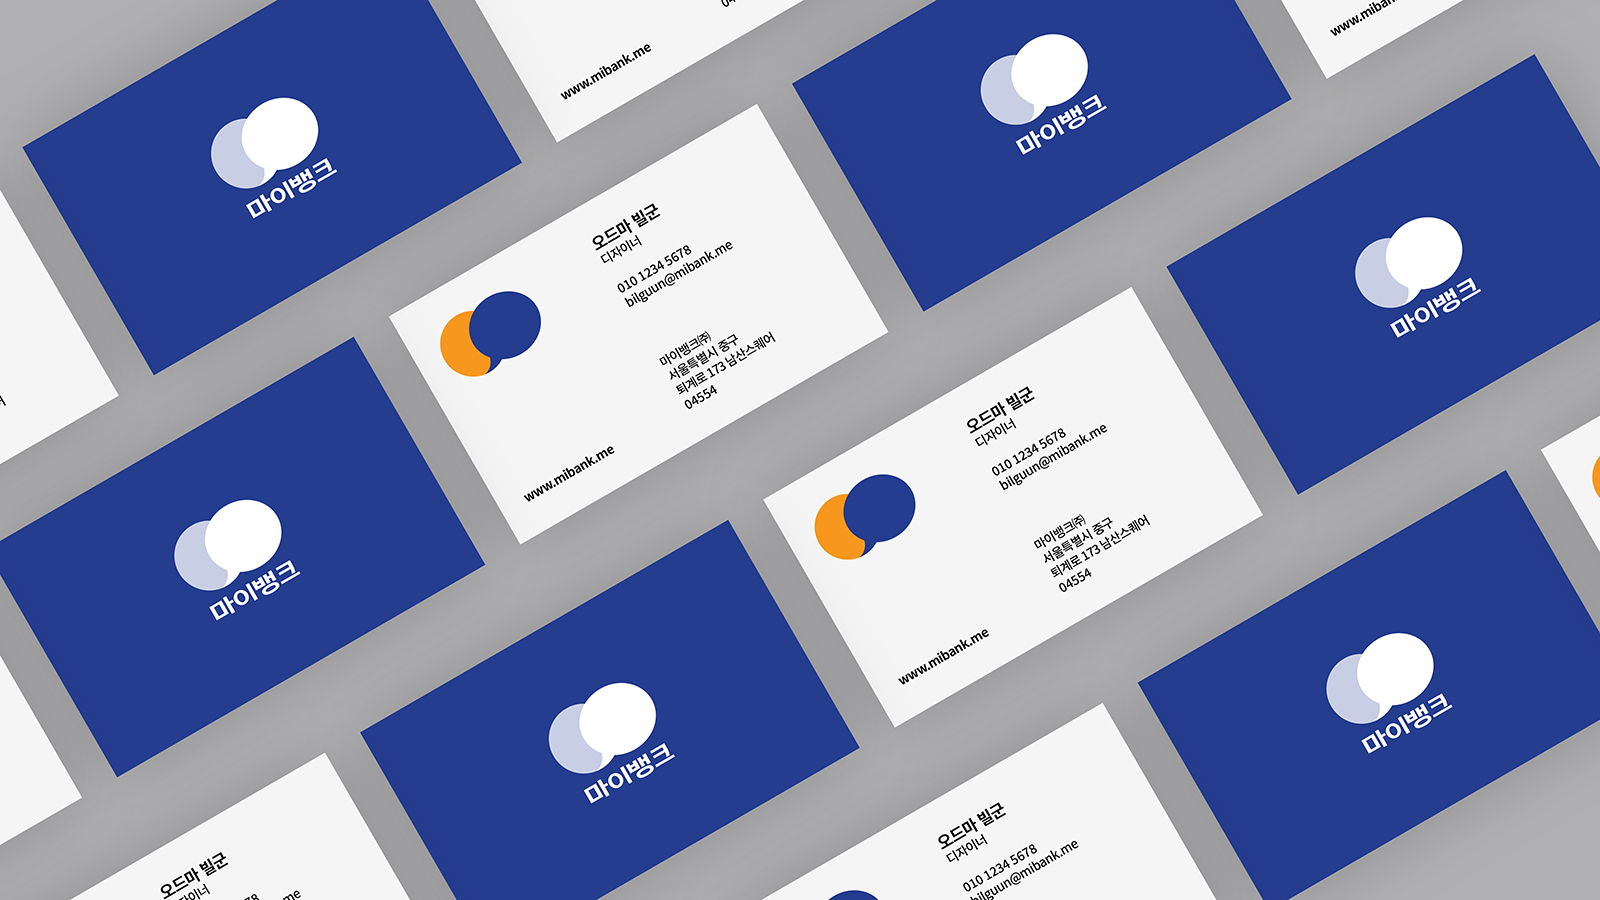 04
www.mibank.me
www.mibank
마이뱅크
마이뱅크
오드마 빌군
디자이너
010 1234 5678
bilguun@mibank.me
마이뱅크㈜
서울특별시 중구
퇴계로 173 남산스퀘어
04554
www.mibank.me
마이뱅크
오드마 빌군
디자이너
010 1234 5678
bilguun@mibank.me
마이뱅크㈜
서울특별시 중구
퇴계로 173 남산스퀘어
04554
www.mibank.me
마이뱅크
마이뱅크
마이뱅크
오드마 빌군
디자이너
78
me
오드마 빌군
디자이너
010 1234 5678
bilguun@mibank.me